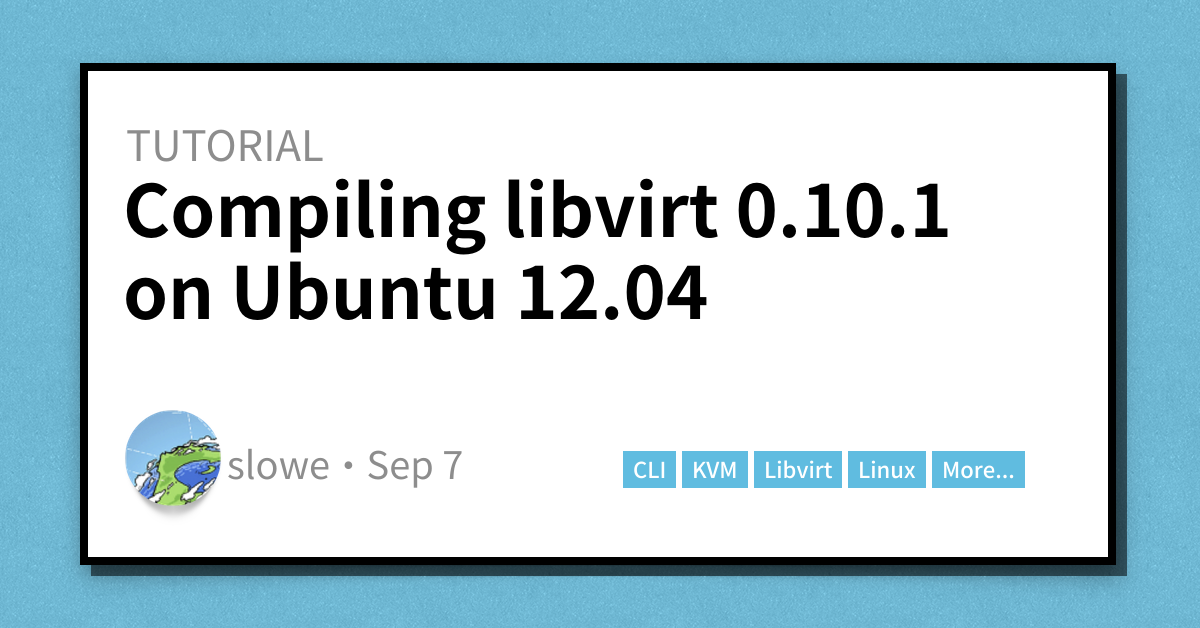 TUTORIAL
Compiling libvirt 0.10.1
on Ubuntu 12.04
slowe • Sep 7
CLI KVM Libvirt Linux More...